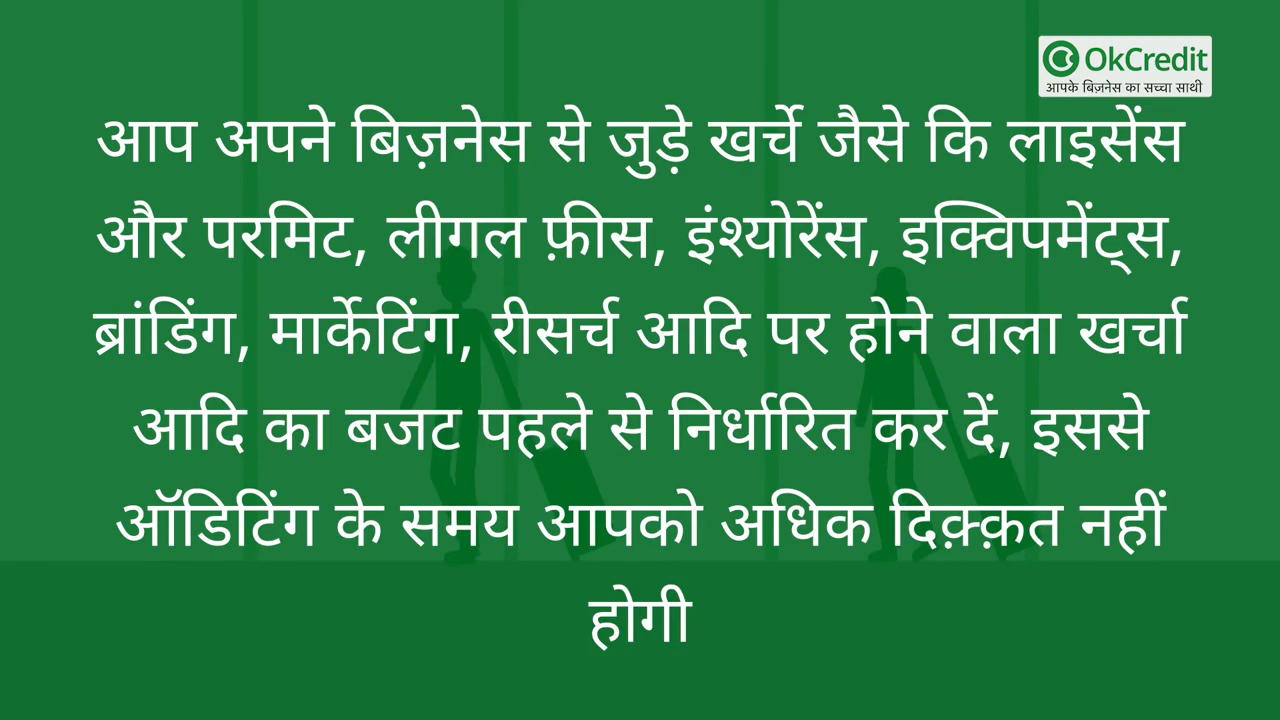 OkCredit
आपके बिज़नेस का सच्चा साथी
आप अपने बिज़नेस से जुड़े खर्चे जैसे कि लाइसेंस
और परमिट, लीगल फ़ीस, इंश्योरेंस, इक्विपमेंट्स,
ब्रांडिंग, मार्केटिंग, रीसर्च आदि पर होने वाला खर्चा
आदि का बजट पहले से निर्धारित कर दें, इससे
ऑडिटिंग के समय आपको अधिक दिक़्क़त नहीं
होगी